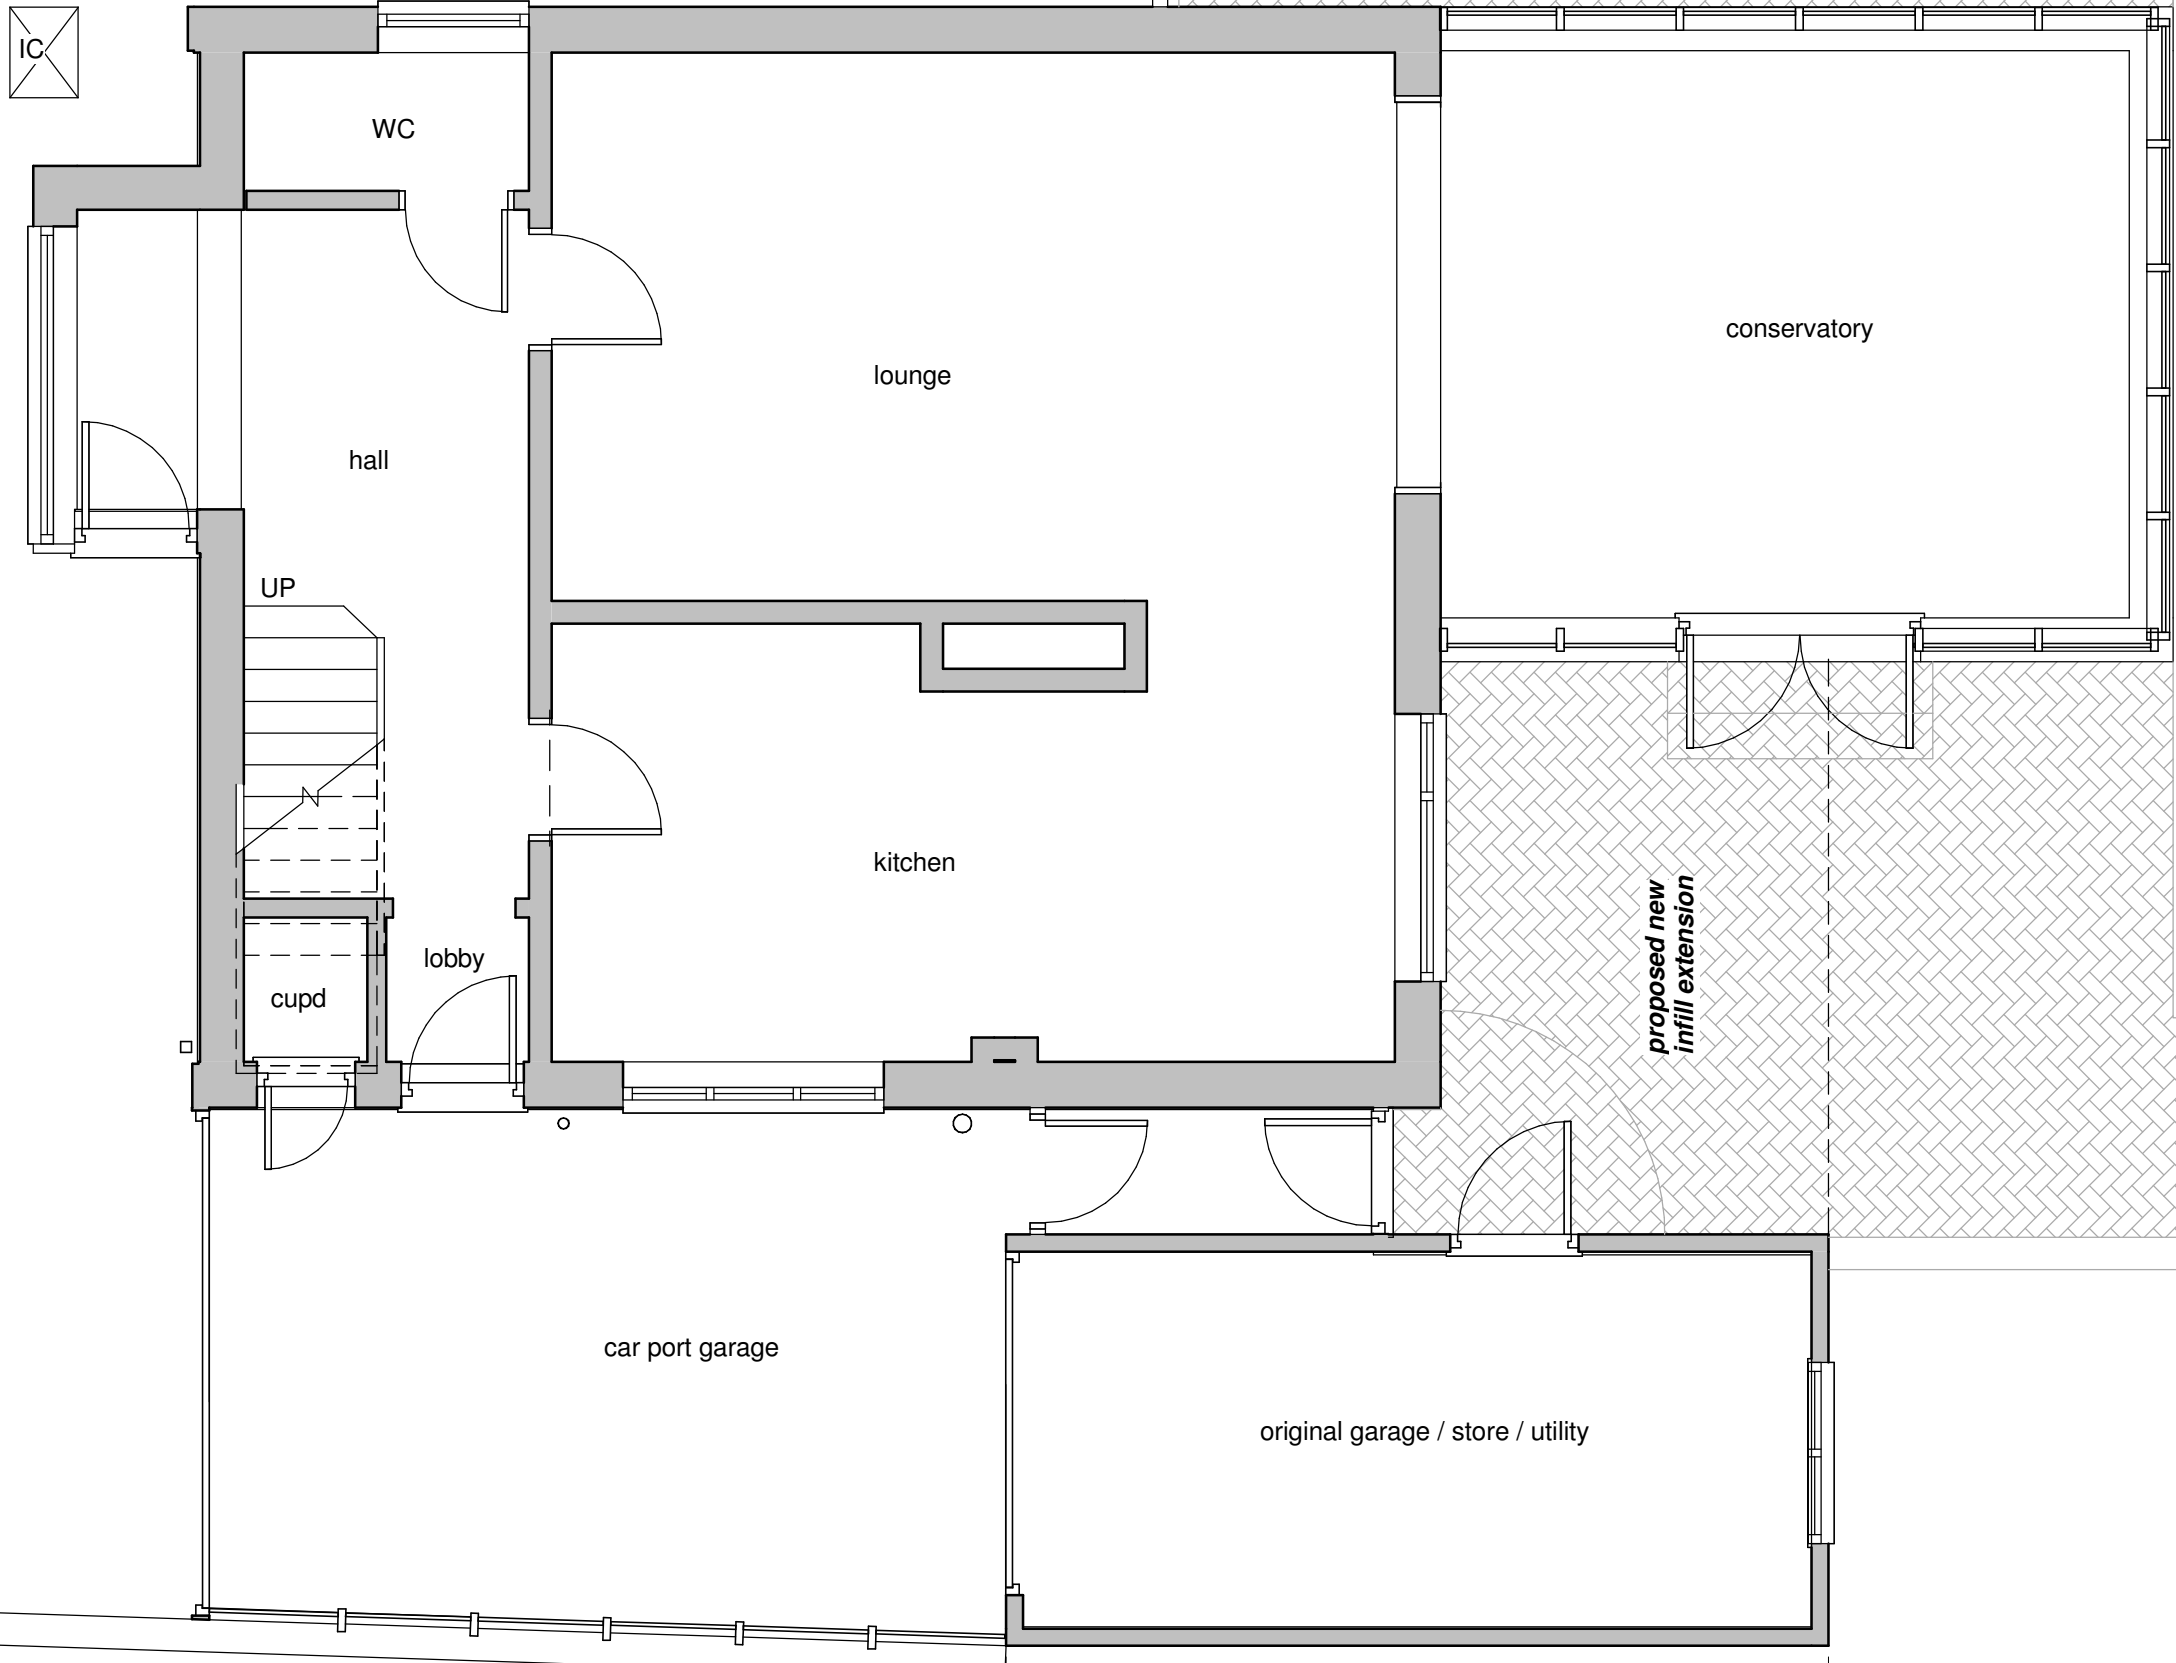 IC
WC
conservatory
lounge
hall
UP
kitchen
proposed new
infill extension
lobby
cupd
car port garage
original garage / store / utility